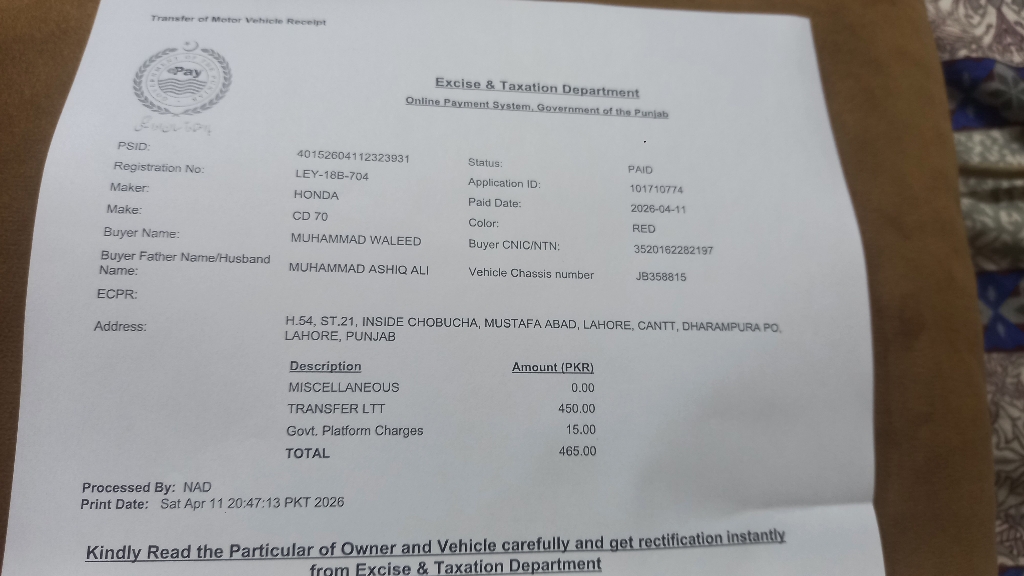 Transfer of Motor Vehicle Receipt
ePay
Excise & Taxation Department
Online Payment System, Government of the Punjab
PSID: 40152604112323931 Status: PAID
Registration No: LEY-18B-704 Application ID: 101710774
Maker: HONDA Paid Date: 2026-04-11
Make: CD 70 Color: RED
Buyer Name: MUHAMMAD WALEED Buyer CNIC/NTN: 3520162282197
Buyer Father Name/Husband
Name: MUHAMMAD ASHIQ ALI Vehicle Chassis number JB358815
ECPR:
Address: H.54, ST.21, INSIDE CHOBUCHA, MUSTAFA ABAD, LAHORE, CANTT, DHARAMPURA PO,
LAHORE, PUNJAB
Description Amount (PKR)
MISCELLANEOUS 0.00
TRANSFER LTT 450.00
Govt. Platform Charges 15.00
TOTAL 465.00
Processed By: NAD
Print Date: Sat Apr 11 20:47:13 PKT 2026
Kindly Read the Particular of Owner and Vehicle carefully and get rectification instantly
from Excise & Taxation Department